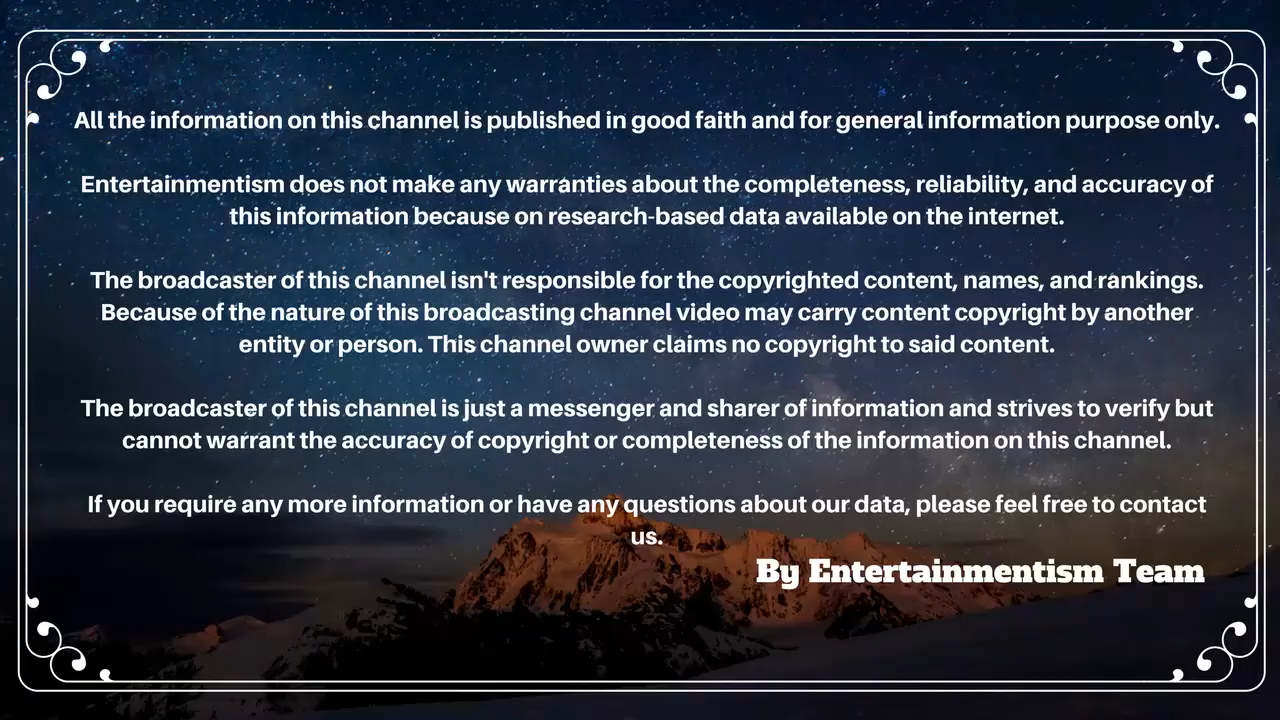 All the information on this channel is published in good faith and for general information purpose only.
Entertainmentism does not make any warranties about the completeness, reliability, and accuracy of
this information because on research-based data available on the internet.
The broadcaster of this channel isn't responsible for the copyrighted content, names, and rankings.
Because of the nature of this broadcasting channel video may carry content copyright by another
entity or person. This channel owner claims no copyright to said content.
The broadcaster of this channel is just a messenger and sharer of information and strives to verify but
cannot warrant the accuracy of copyright or completeness of the information on this channel.
If you require any more information or have any questions about our data, please feel free to contact
us.
By Entertainmentism Team